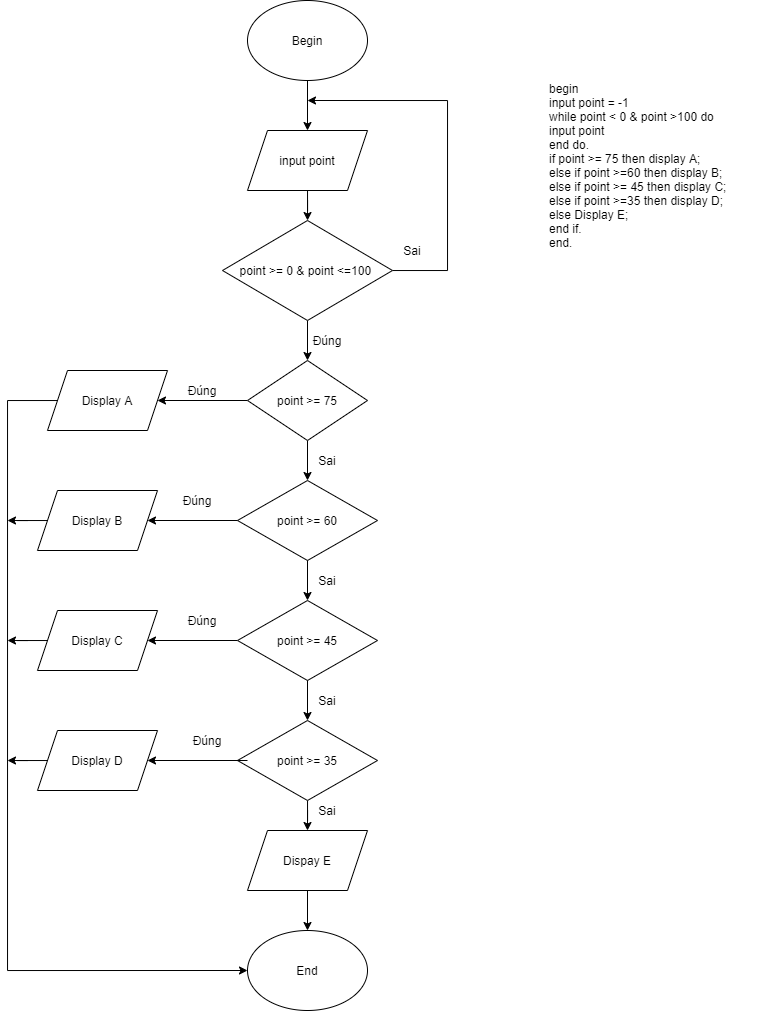 Begin
input point
point >= 0 & point <=100
Sai
Đúng
point >= 75
Đúng
Display A
Sai
point >= 60
Đúng
Display B
Sai
point >= 45
Đúng
Display C
Sai
point >= 35
Đúng
Display D
Sai
Dispay E
End
begin
input point = -1
while point < 0 & point >100 do
input point
end do.
if point >= 75 then display A;
else if point >=60 then display B;
else if point >= 45 then display C;
else if point >=35 then display D;
else Display E;
end if.
end.